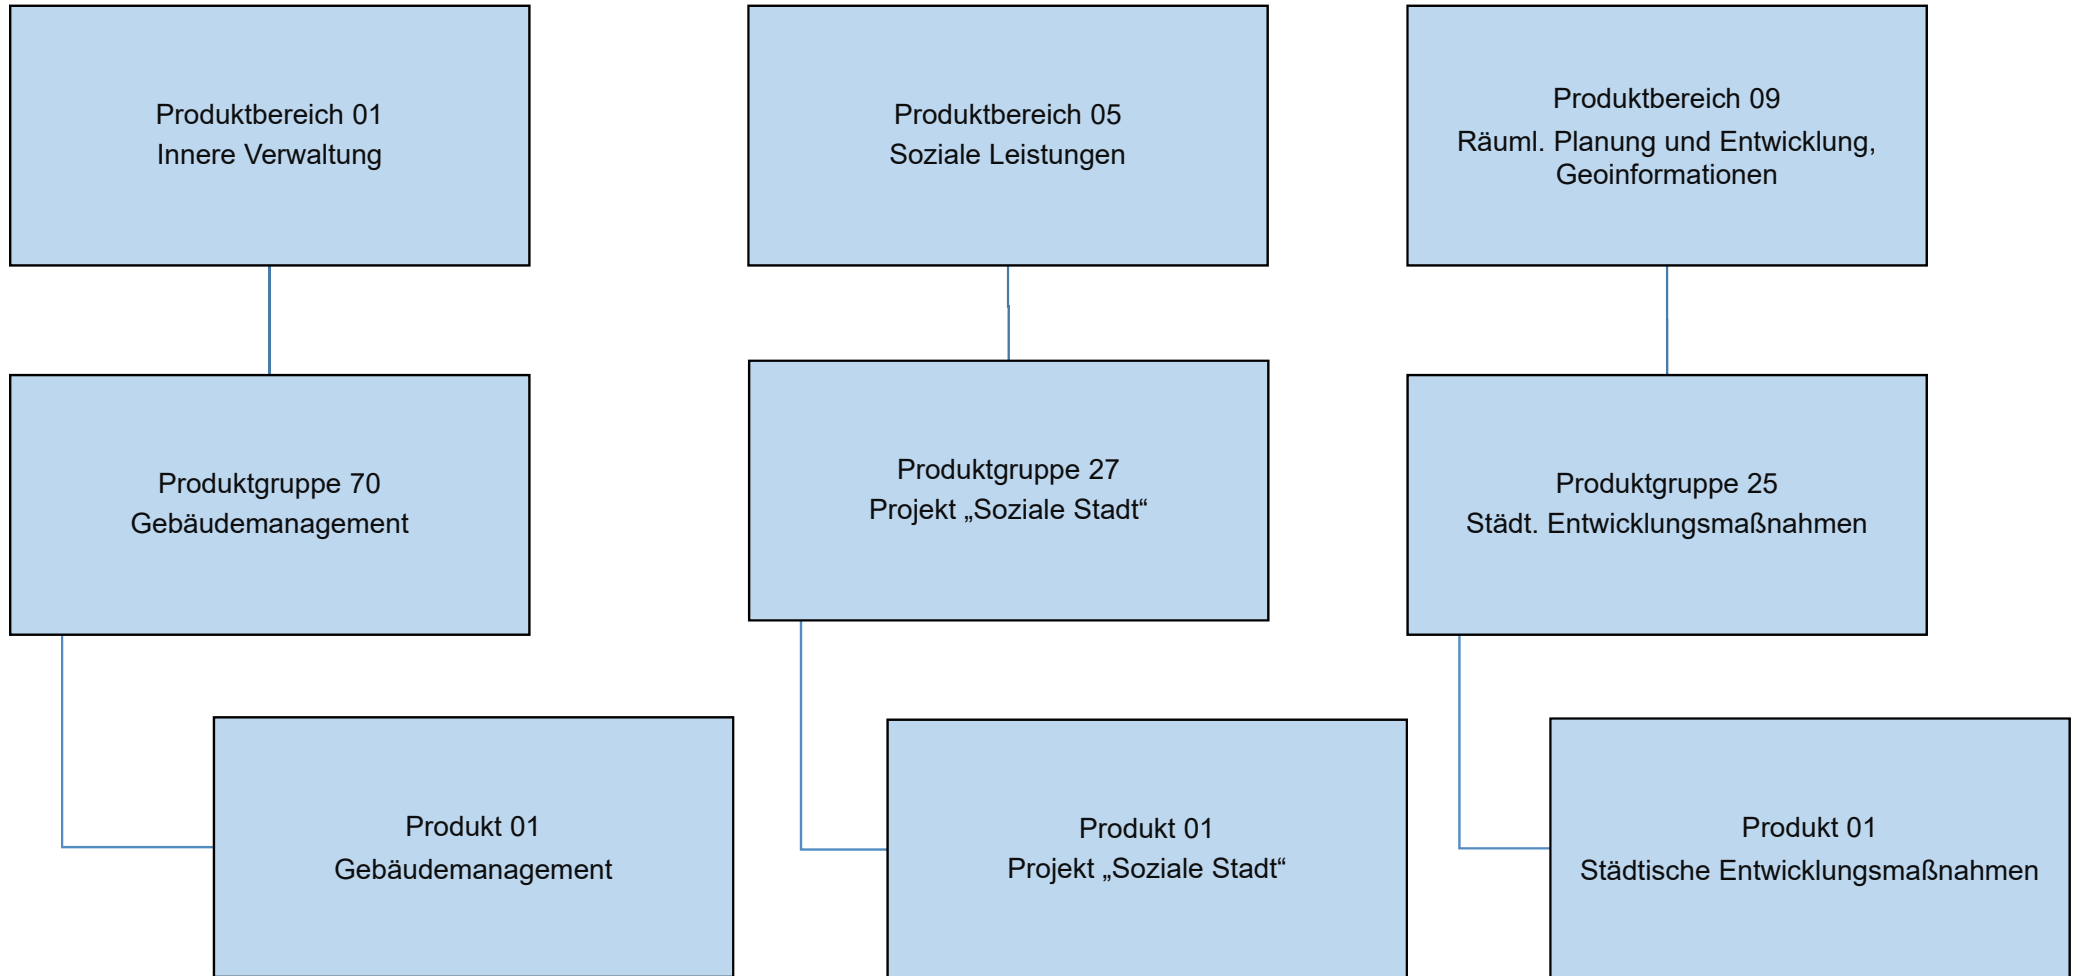 Produktbereich 01
Innere Verwaltung
Produktbereich 05
Soziale Leistungen
Produktbereich 09
Räuml. Planung und Entwicklung,
Geoinformationen
Produktgruppe 70
Gebäudemanagement
Produktgruppe 27
Projekt „Soziale Stadt“
Produktgruppe 25
Städt. Entwicklungsmaßnahmen
Produkt 01
Gebäudemanagement
Produkt 01
Projekt „Soziale Stadt“
Produkt 01
Städtische Entwicklungsmaßnahmen